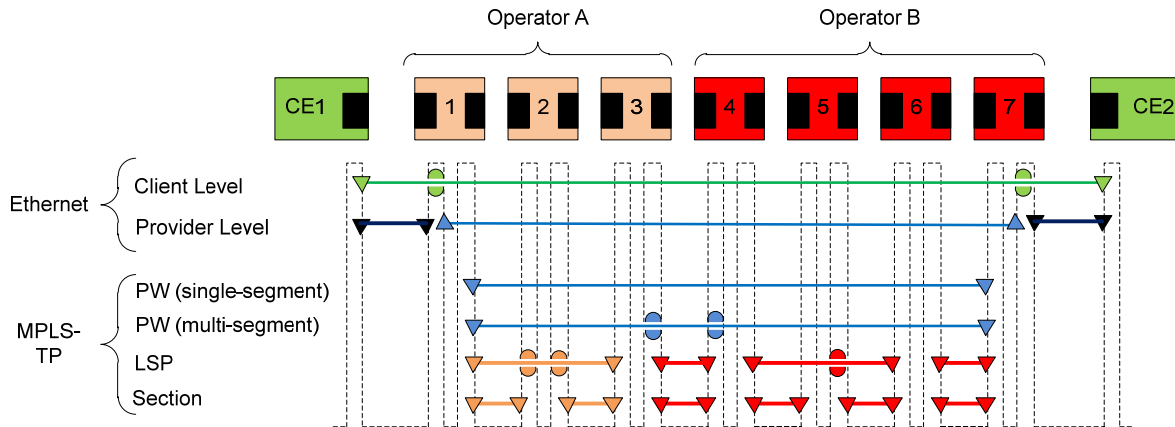 Operator A
Operator B
CE1
1
2
3
4
5
6
7
CE2
Ethernet
Client Level
Provider Level
MPLS-
TP
PW (single-segment)
PW (multi-segment)
LSP
Section